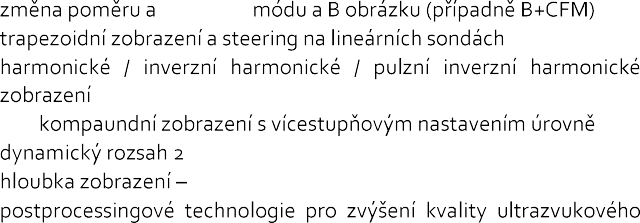 změna poměru a módu a B obrázku (případně B+CFM)
trapezoidní zobrazení a steering na lineárních sondách
harmonické / inverzní harmonické / pulzní inverzní harmonické
zobrazení
kompaundní zobrazení s vícestupňovým nastavením úrovně
dynamický rozsah 2
hloubka zobrazení –
postprocessingové technologie pro zvýšení kvality ultrazvukového